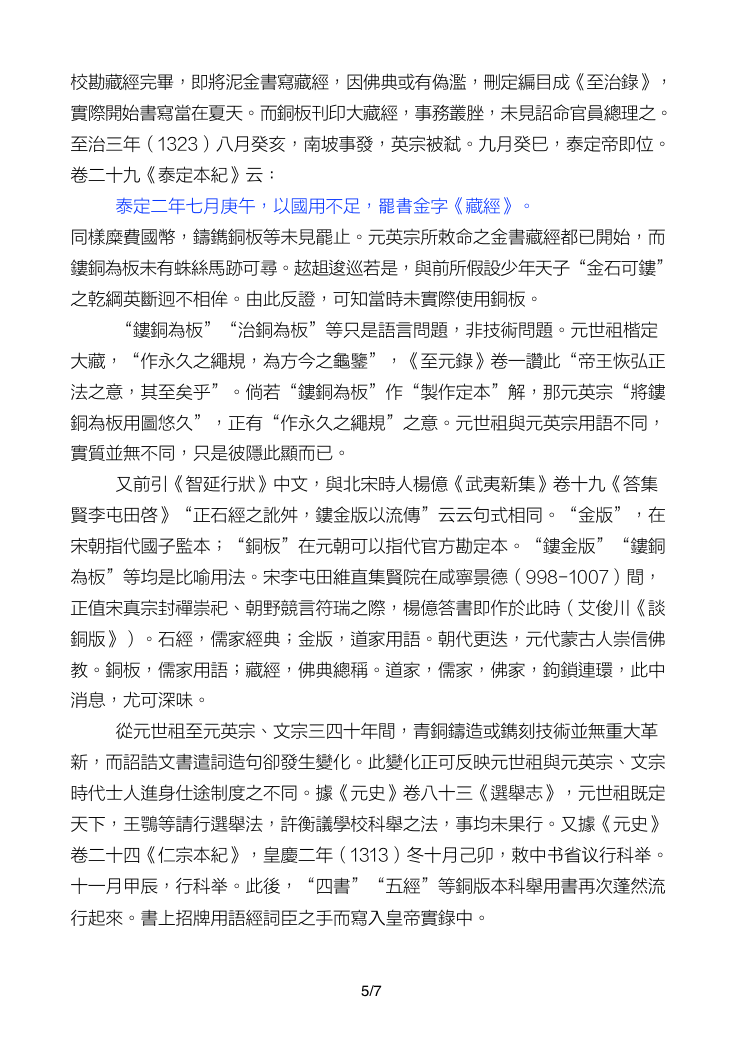 校勘藏經完畢，即將泥金書寫藏經，因佛典或有偽濫，刪定編目成《至治錄》，
實際開始書寫當在夏天。而銅板刊印大藏經，事務叢脞，未見詔命官員總理之。
至治三年（1323）八月癸亥，南坡事發，英宗被弒。九月癸巳，泰定帝即位。
卷二十九《泰定本紀》云：
泰定二年七月庚午，以國用不足，罷書金字《藏經》。
同樣糜費國幣，鑄鐫銅板等未見罷止。元英宗所敕命之金書藏經都已開始，而
鏤銅為板未有蛛絲馬跡可尋。趑趄逡巡若是，與前所假設少年天子“金石可鏤”
之乾綱英斷迥不相侔。由此反證，可知當時未實際使用銅板。
“鏤銅為板”“治銅為板”等只是語言問題，非技術問題。元世祖楷定
大藏，“作永久之繩規，為方今之龜鑒”，《至元錄》卷一讚此“帝王恢弘正
法之意，其至矣乎”。倘若“鏤銅為板”作“製作定本”解，那元英宗“將鏤
銅為板用圖悠久”，正有“作永久之繩規”之意。元世祖與元英宗用語不同，
實質並無不同，只是彼隱此顯而已。
又前引《智延行狀》中文，與北宋時人楊億《武夷新集》卷十九《答集
賢李屯田啓》“正石經之訛舛，鏤金版以流傳”云云句式相同。“金版”，在
宋朝指代國子監本；“銅板”在元朝可以指代官方勘定本。“鏤金版”“鏤銅
為板”等均是比喻用法。宋李屯田維直集賢院在咸寧景德（998-1007）間，
正值宋真宗封禪崇祀、朝野競言符瑞之際，楊億答書即作於此時（艾俊川《談
銅版》）。石經，儒家經典；金版，道家用語。朝代更迭，元代蒙古人崇信佛
教。銅板，儒家用語；藏經，佛典總稱。道家，儒家，佛家，鉤鎖連環，此中
消息，尤可深味。
從元世祖至元英宗、文宗三四十年間，青銅鑄造或鐫刻技術並無重大革
新，而詔誥文書遣詞造句卻發生變化。此變化正可反映元世祖與元英宗、文宗
時代士人進身仕途制度之不同。據《元史》卷八十三《選舉志》，元世祖既定
天下，王鶚等請行選舉法，許衡議學校科舉之法，事均未果行。又據《元史》
卷二十四《仁宗本紀》，皇慶二年（1313）冬十月己卯，敕中书省议行科举。
十一月甲辰，行科举。此後，“四書”“五經”等銅版本科舉用書再次蓬然流
行起來。書上招牌用語經詞臣之手而寫入皇帝實錄中。
5/7